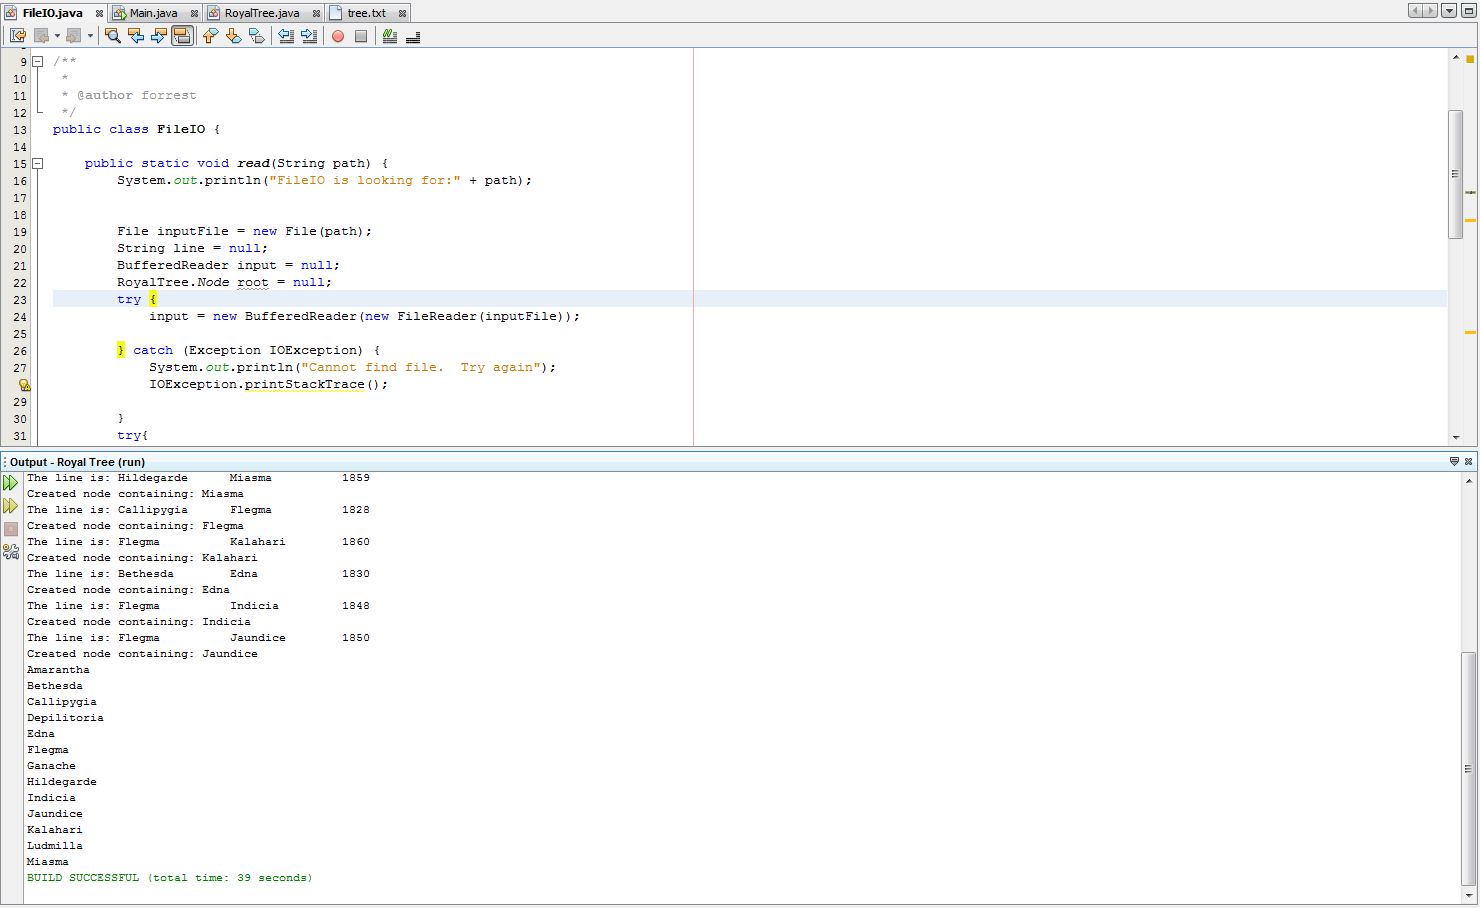 FileIO.java Main.java RoyalTree.java tree.txt
9 /**
10 *
11 * @author forrest
12 */
13 public class FileIO {
14
15 public static void read(String path) {
16 System.out.println("FileIO is looking for:" + path);
17
18
19 File inputFile = new File(path);
20 String line = null;
21 BufferedReader input = null;
22 RoyalTree.Node root = null;
23 try {
24 input = new BufferedReader(new FileReader(inputFile));
25
26 } catch (Exception IOException) {
27 System.out.println("Cannot find file.  Try again");
IOException.printStackTrace();
29
30 }
31 try{
Output - Royal Tree (run)
The line is: Hildegarde Miasma 1859
Created node containing: Miasma
The line is: Callipygia Flegma 1828
Created node containing: Flegma
The line is: Flegma Kalahari 1860
Created node containing: Kalahari
The line is: Bethesda Edna 1830
Created node containing: Edna
The line is: Flegma Indicia 1848
Created node containing: Indicia
The line is: Flegma Jaundice 1850
Created node containing: Jaundice
Amarantha
Bethesda
Callipygia
Depilitoria
Edna
Flegma
Ganache
Hildegarde
Indicia
Jaundice
Kalahari
Ludmilla
Miasma
BUILD SUCCESSFUL (total time: 39 seconds)